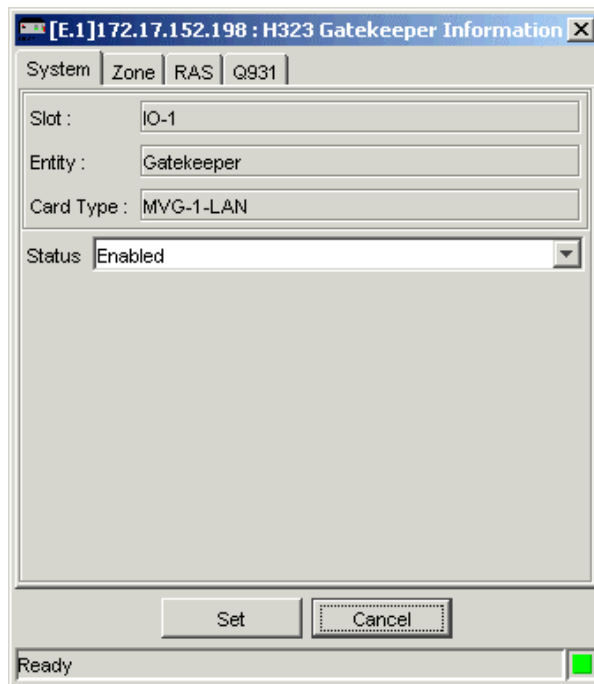 [E.1]172.17.152.198 : H323 Gatekeeper Information
System Zone RAS Q931
Slot : IO-1
Entity : Gatekeeper
Card Type : MVG-1-LAN
Status Enabled
Set Cancel
Ready